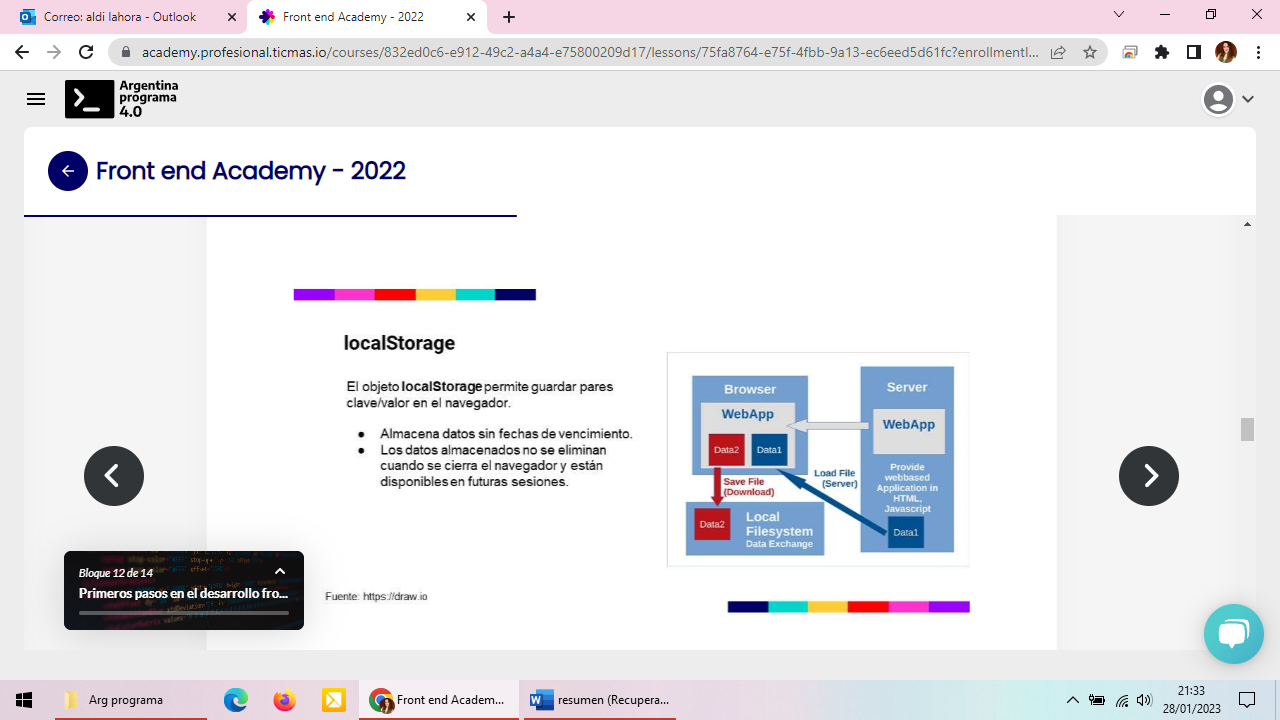 Correo: aldi lahora - Outlook
Front end Academy - 2022
academy.profesional.ticmas.io/courses/832ed0c6-e912-49c2-a4a4-e75800209d17/lessons/75fa8764-e75f-4fbb-9a13-ec6eed5d61fc?enrollmentI...
Argentina
programa
4.0
Front end Academy - 2022
localStorage
El objeto localStorage permite guardar pares
clave/valor en el navegador.
● Almacena datos sin fechas de vencimiento.
● Los datos almacenados no se eliminan
cuando se cierra el navegador y están
disponibles en futuras sesiones.
Browser
WebApp
Data2
Data1
Server
WebApp
Provide
webbased
Application in
HTML,
Javascript
Data1
Load File
(Server)
Save File
(Download)
Data2
Local
Filesystem
Data Exchange
Fuente: https://draw.io
Bloque 12 de 14
Primeros pasos en el desarrollo fro...
Arg programa
Front end Academ...
resumen (Recupera...
21:33
28/01/2023